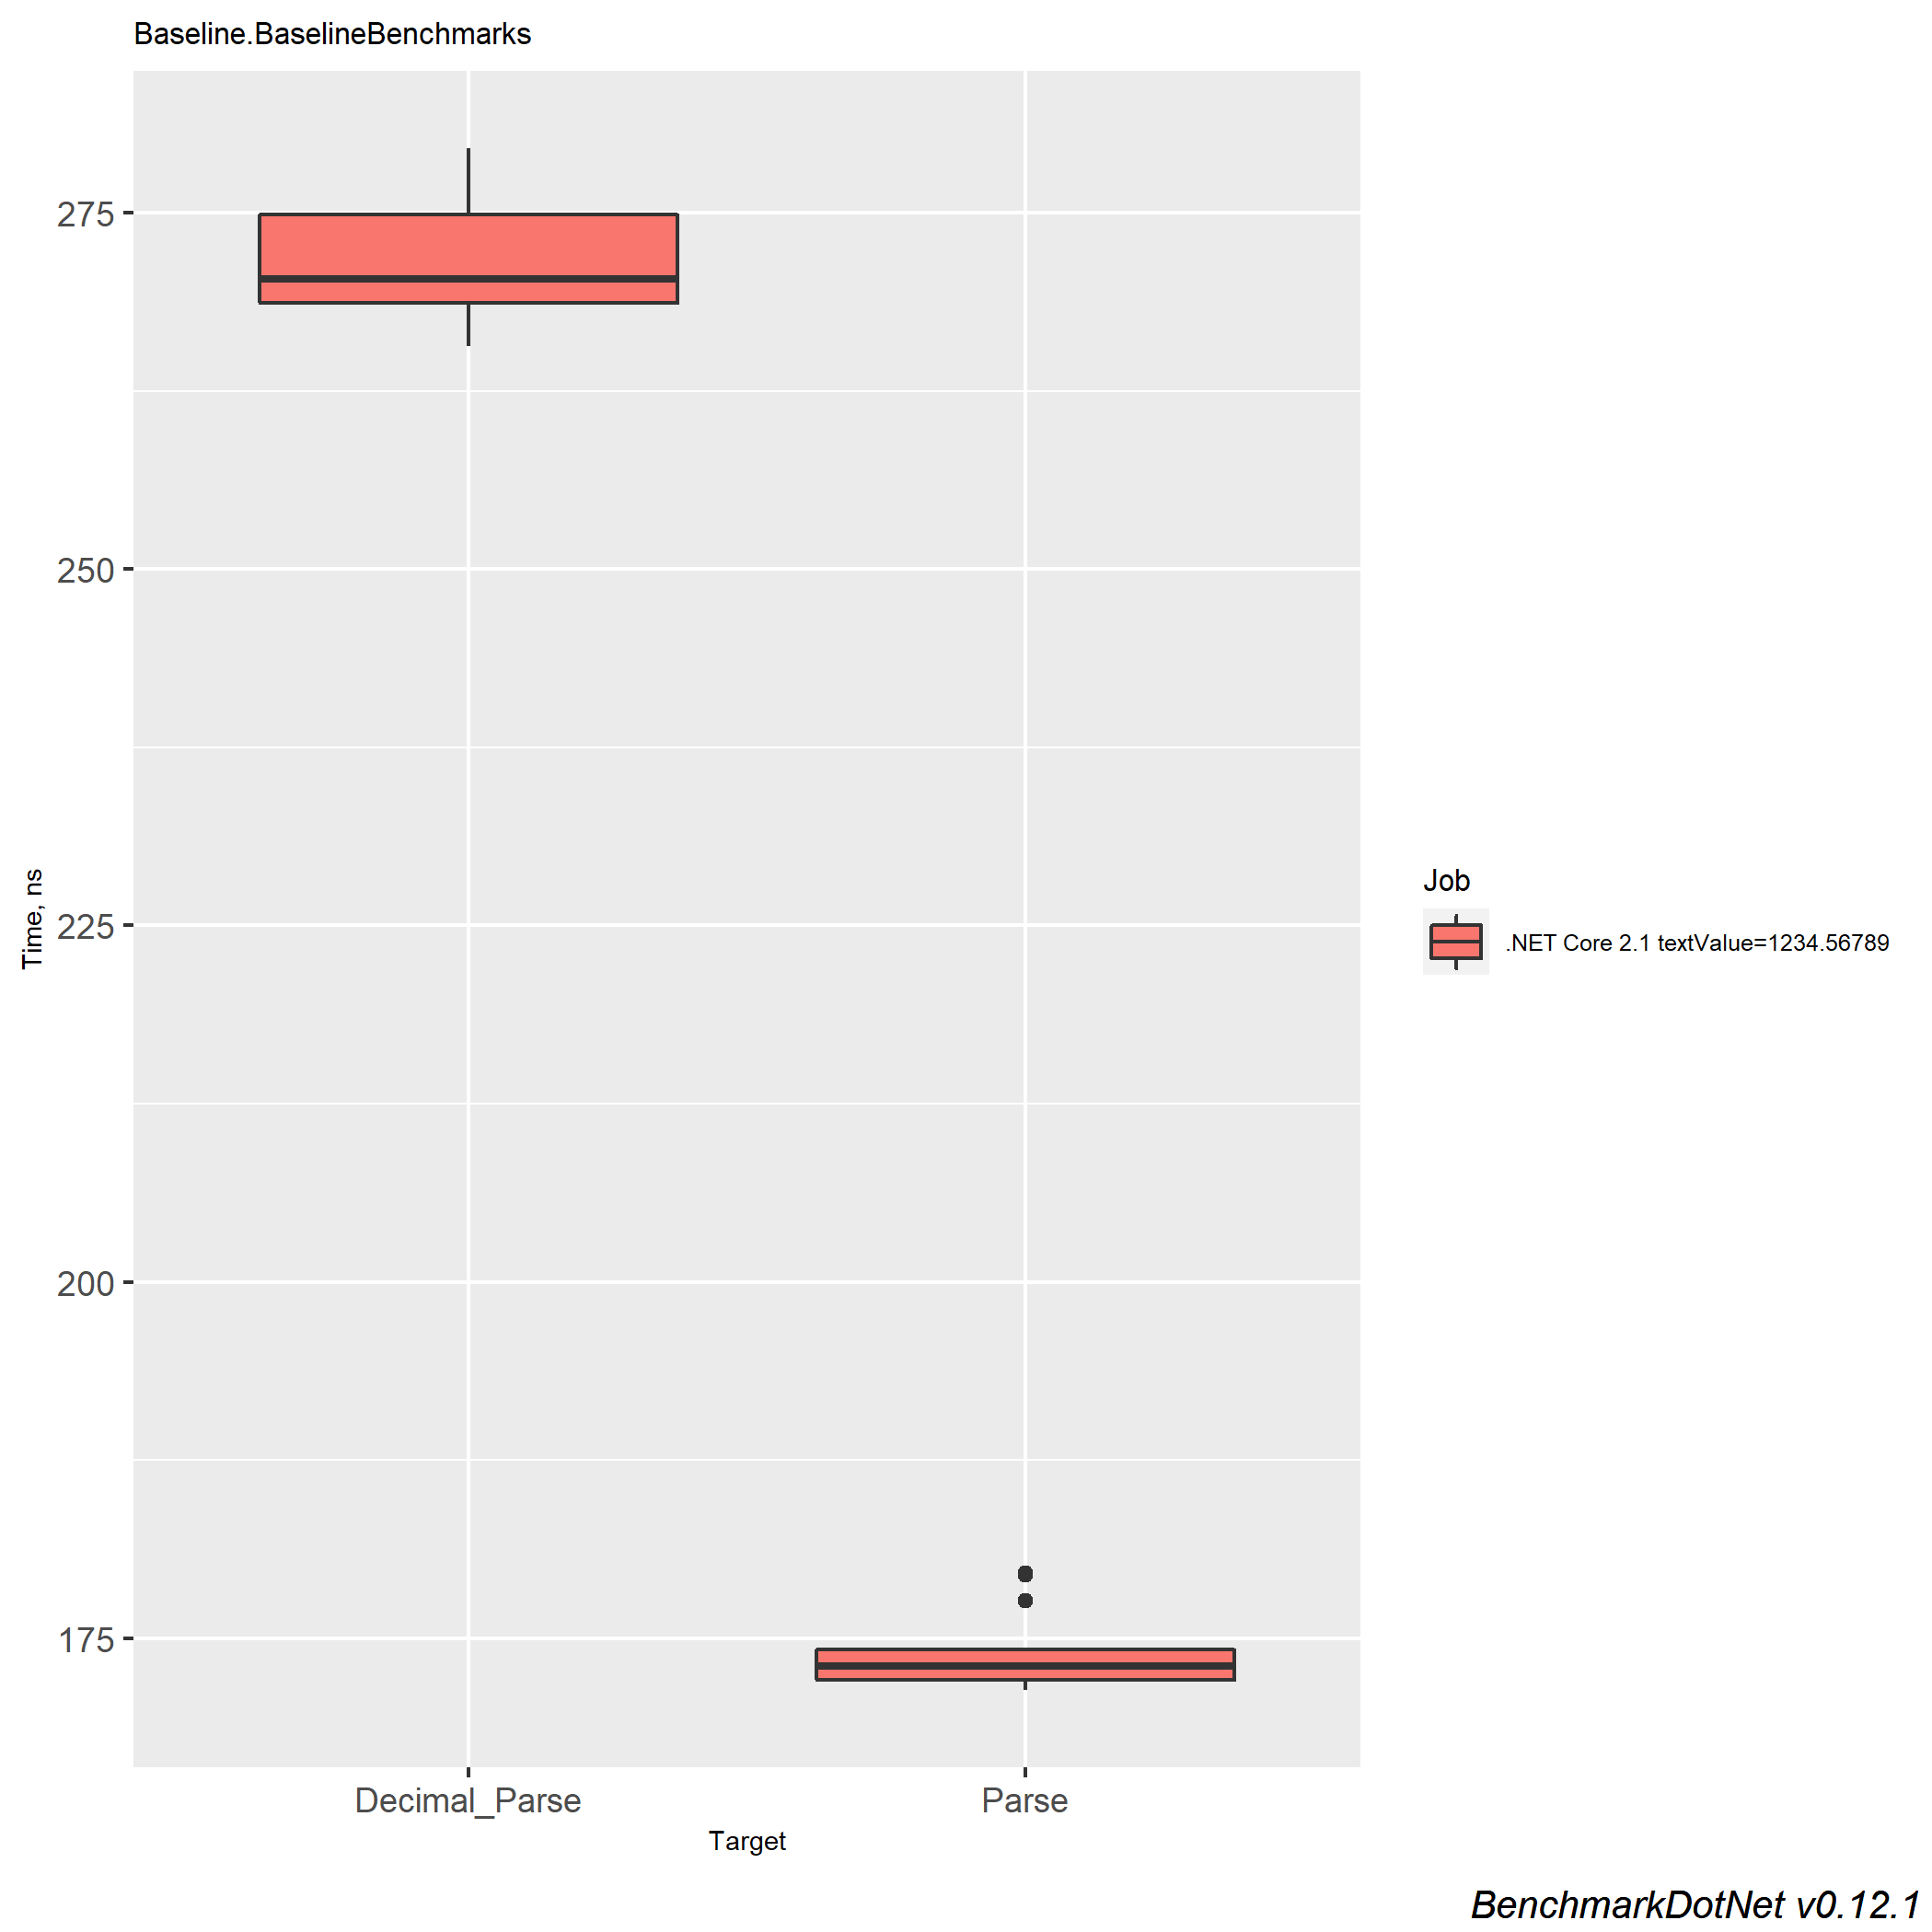 Baseline.BaselineBenchmarks
275
250
225
200
175
Time, ns
Decimal_Parse Parse
Target
Job
.NET Core 2.1 textValue=1234.56789
BenchmarkDotNet v0.12.1